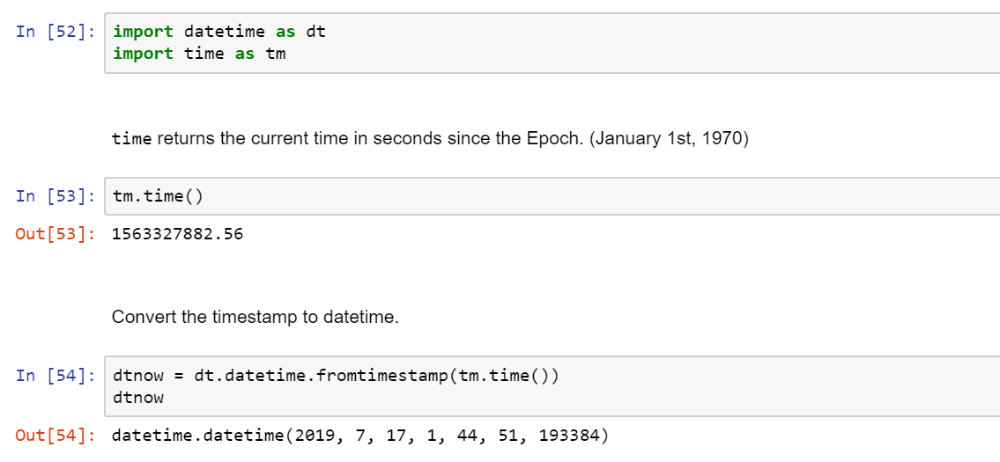 In [52]: import datetime as dt
import time as tm
time returns the current time in seconds since the Epoch. (January 1st, 1970)
In [53]: tm.time()
Out[53]: 1563327882.56
Convert the timestamp to datetime.
In [54]: dtnow = dt.datetime.fromtimestamp(tm.time())
dtnow
Out[54]: datetime.datetime(2019, 7, 17, 1, 44, 51, 193384)